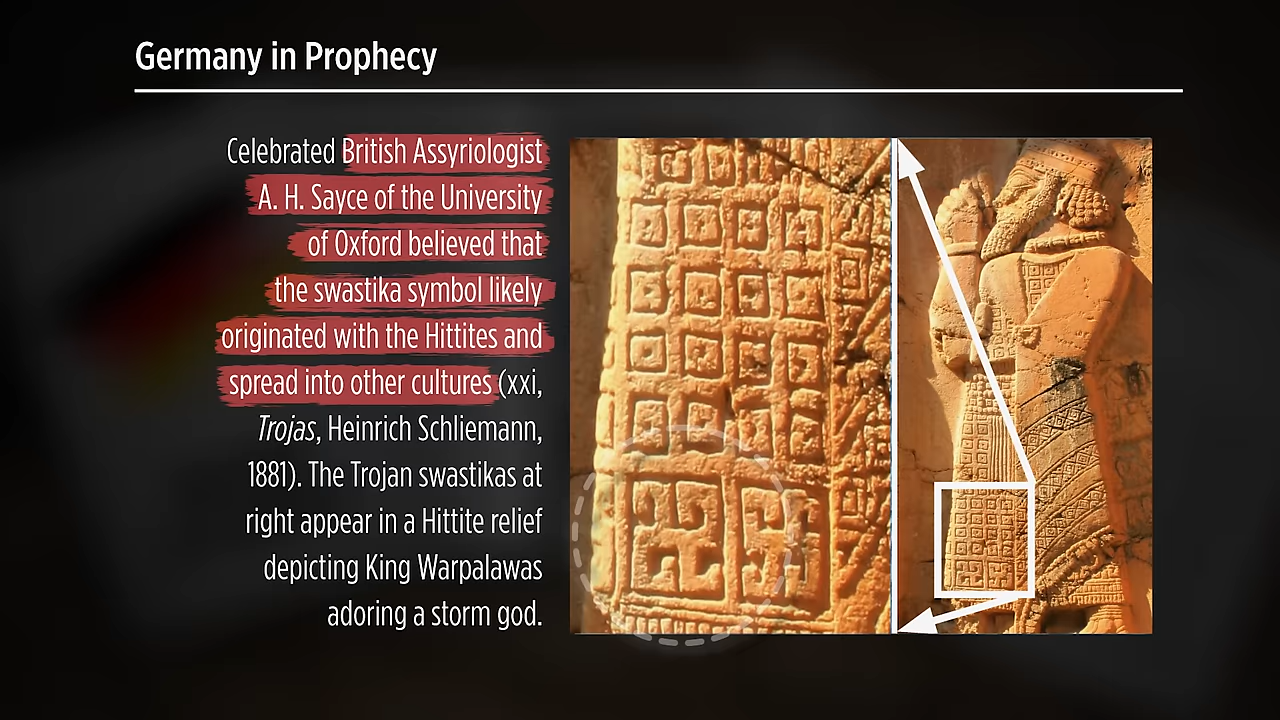 Germany in Prophecy
Celebrated British Assyriologist
A. H. Sayce of the University
of Oxford believed that
the swastika symbol likely
originated with the Hittites and
spread into other cultures (xxi,
Trojas, Heinrich Schliemann,
1881). The Trojan swastikas at
right appear in a Hittite relief
depicting King Warpalawas
adoring a storm god.